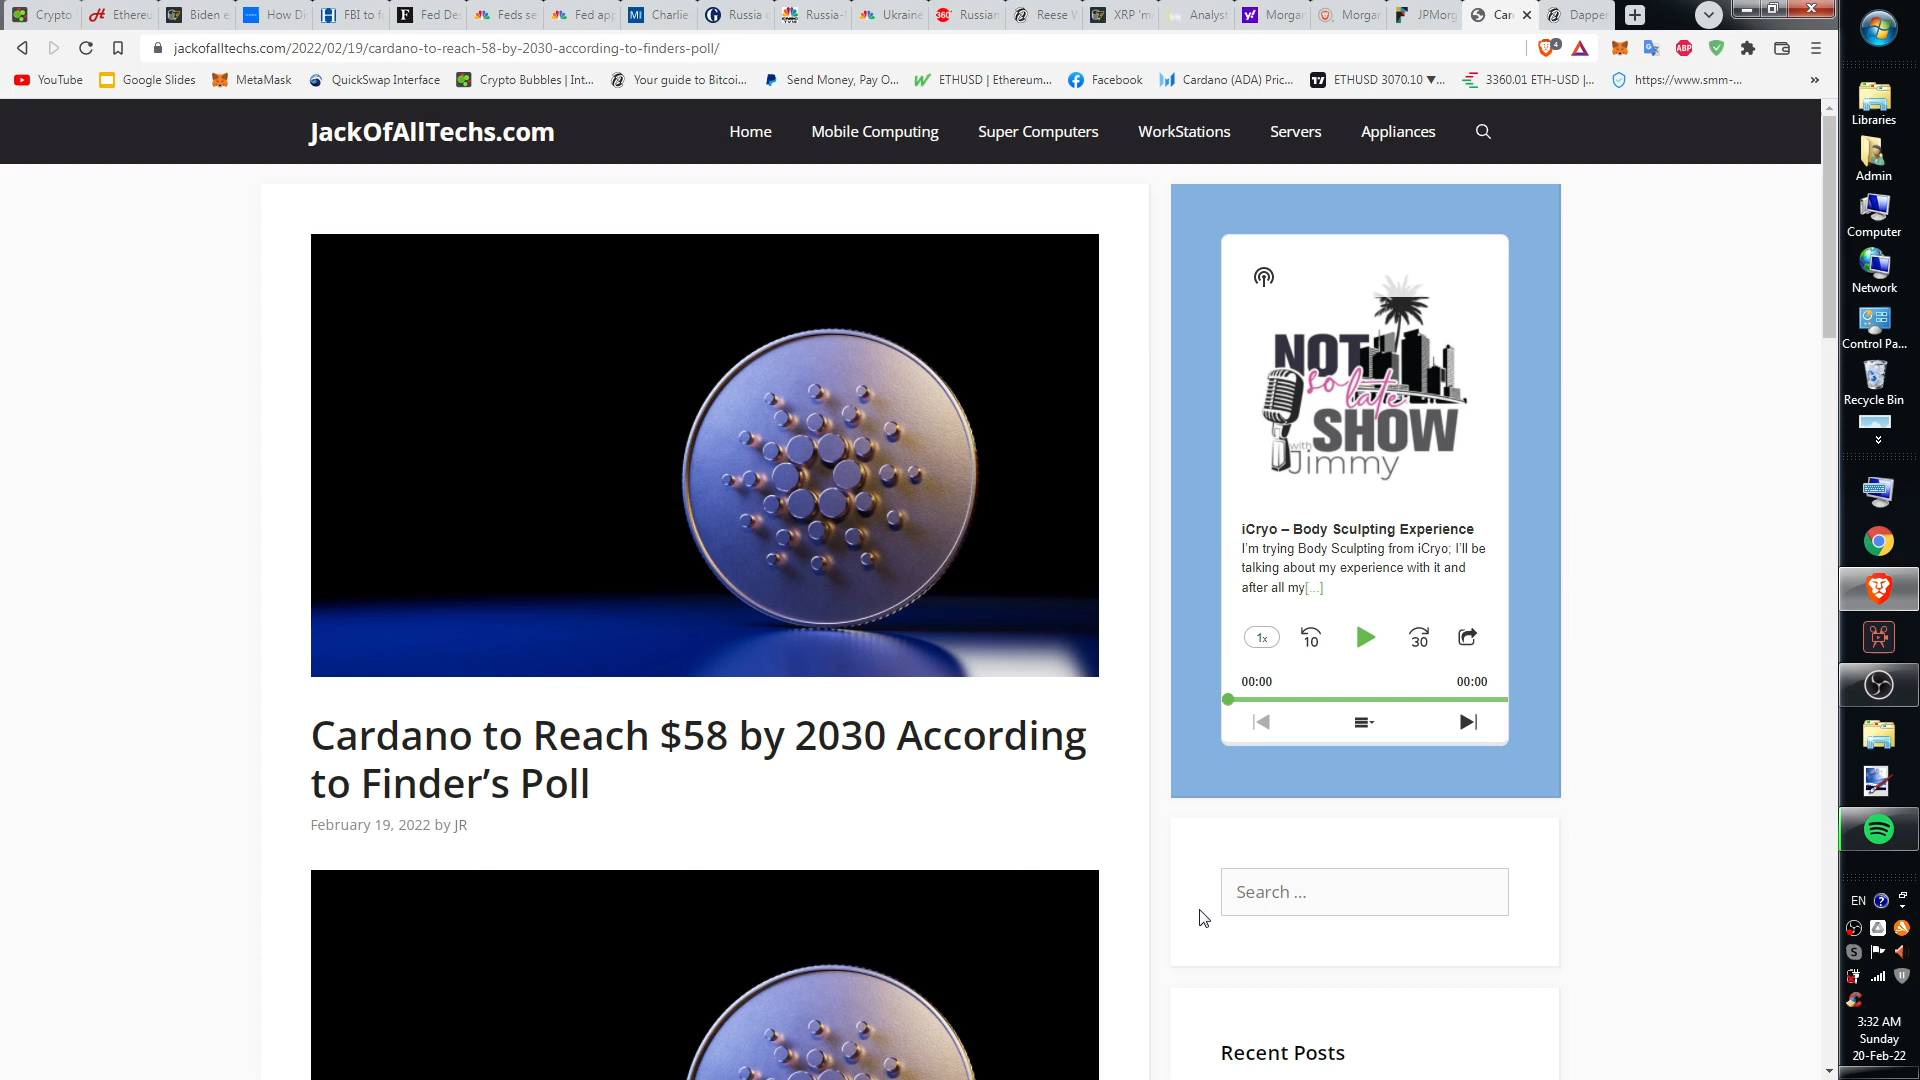 Crypto
Ethere
Biden e
How Di
FBI to f
Fed De
Feds se
Fed app
Charlie
Russia
Russia-
Ukraine
Russian
Reese
XRP 'm
Analyst
Morgan
Morgan
JPMorg
Car
Dapper
jackofalltechs.com/2022/02/19/cardano-to-reach-58-by-2030-according-to-finders-poll/
4
ABP
YouTube
Google Slides
MetaMask
QuickSwap Interface
Crypto Bubbles | Int...
Your guide to Bitcoi...
Send Money, Pay O...
ETHUSD | Ethereum...
Facebook
Cardano (ADA) Pric...
ETHUSD 3070.10 ▼...
3360.01 ETH-USD |...
https://www.smm-...
»
JackOfAllTechs.com
Home
Mobile Computing
Super Computers
WorkStations
Servers
Appliances
NOT
so late
SHOW
with
Jimmy
iCryo – Body Sculpting Experience
I'm trying Body Sculpting from iCryo; I'll be
talking about my experience with it and
after all my[...]
1x
10
30
00:00
00:00
Cardano to Reach $58 by 2030 According
to Finder’s Poll
February 19, 2022 by JR
Search ...
Recent Posts
Libraries
Admin
Computer
Network
Control Pa...
Recycle Bin
EN
3:32 AM
Sunday
20-Feb-22